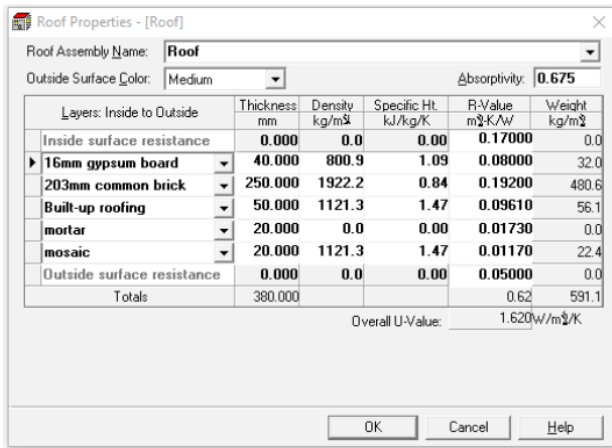 Roof Properties - [Roof]
Roof Assembly Name: Roof
Outside Surface Color: Medium Absorptivity: 0.675
Layers: Inside to Outside Thickness mm Density kg/m³ Specific Ht. kJ/kg/K R-Value m²-K/W Weight kg/m²
Inside surface resistance 0.000 0.0 0.00 0.17000 0.0
16mm gypsum board 40.000 800.9 1.09 0.08000 32.0
203mm common brick 250.000 1922.2 0.84 0.19200 480.6
Built-up roofing 50.000 1121.3 1.47 0.09610 56.1
mortar 20.000 0.0 0.00 0.01730 0.0
mosaic 20.000 1121.3 1.47 0.01170 22.4
Outside surface resistance 0.000 0.0 0.00 0.05000 0.0
Totals 380.000 0.62 591.1
Overall U-Value: 1.620 W/m²/K
OK Cancel Help